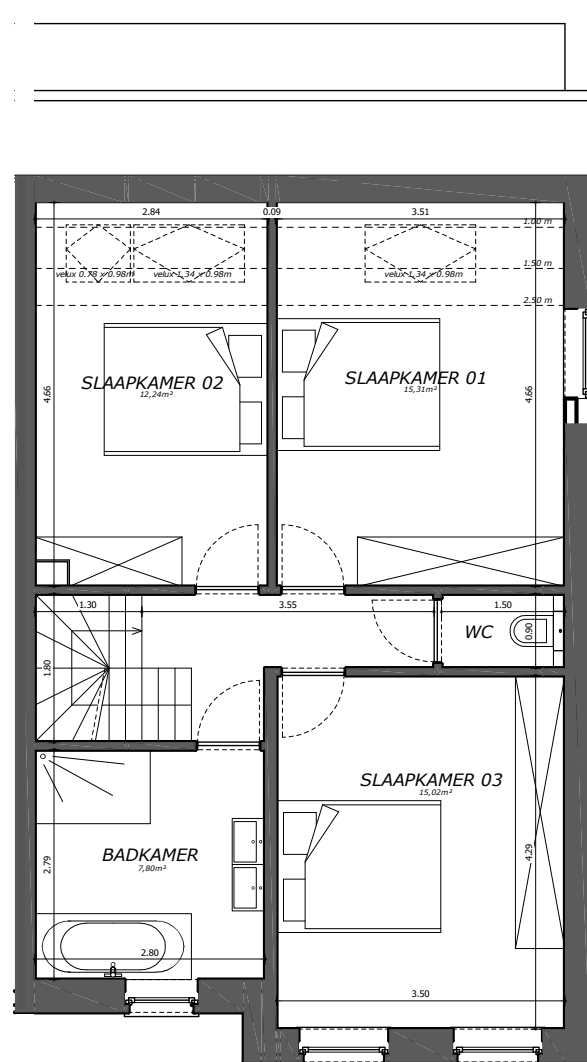 2.84
0.09
3.51
1.00 m
1.50 m
velux 0.78 x 0.98m
velux 1.34 x 0.98m
velux 1.34 x 0.98m
2.50 m
SLAAPKAMER 02
12,24m²
SLAAPKAMER 01
15,31m²
4.66
4.66
1.30
3.55
1.50
WC
0.90
1.80
SLAAPKAMER 03
15,02m²
BADKAMER
7,80m²
2.79
4.29
2.80
3.50